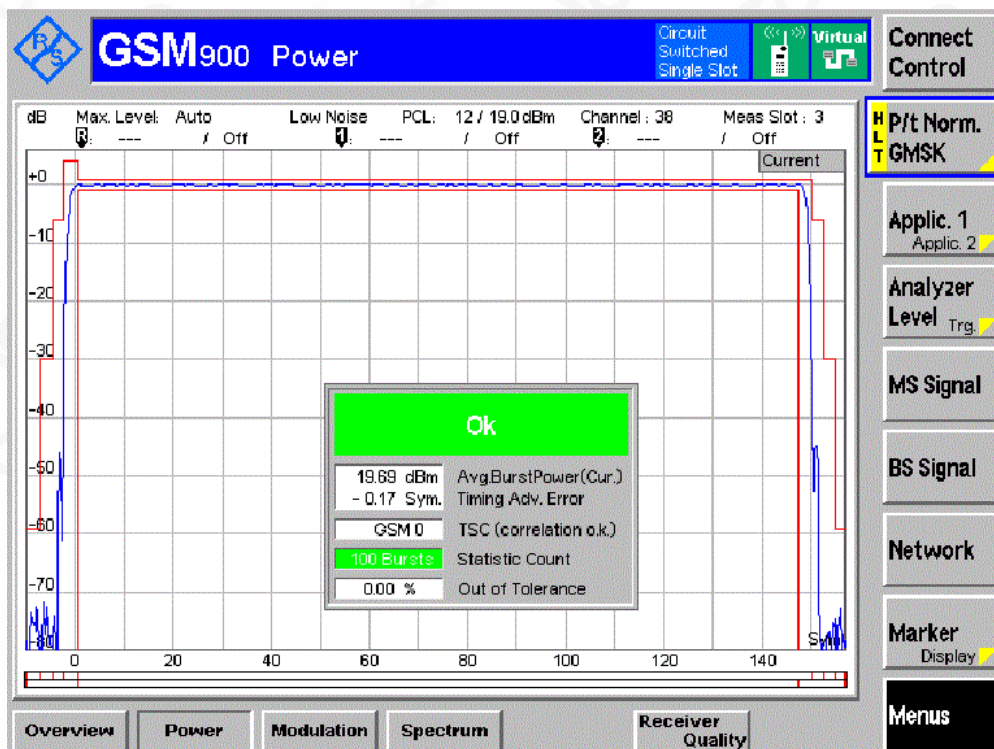 R/S
GSM900 Power
Circuit Switched Single Slot
Virtual
Connect Control
dB Max. Level: Auto Low Noise PCL: 12 / 19.0 dBm Channel : 38 Meas Slot : 3
R: --- / Off 1: --- / Off 2: --- / Off
Current
HLT
P/t Norm. GMSK
Applic. 1
Applic. 2
Analyzer Level Trg.
MS Signal
BS Signal
Network
Marker
Display
Menus
+0
-10
-20
-30
-40
-50
-60
-70
-80
Ok
19.69 dBm Avg.BurstPower(Cur.)
- 0.17 Sym. Timing Adv. Error
GSM 0 TSC (correlation o.k.)
100 Bursts Statistic Count
0.00 % Out of Tolerance
0 20 40 60 80 100 120 140
Sym
Overview Power Modulation Spectrum Receiver Quality